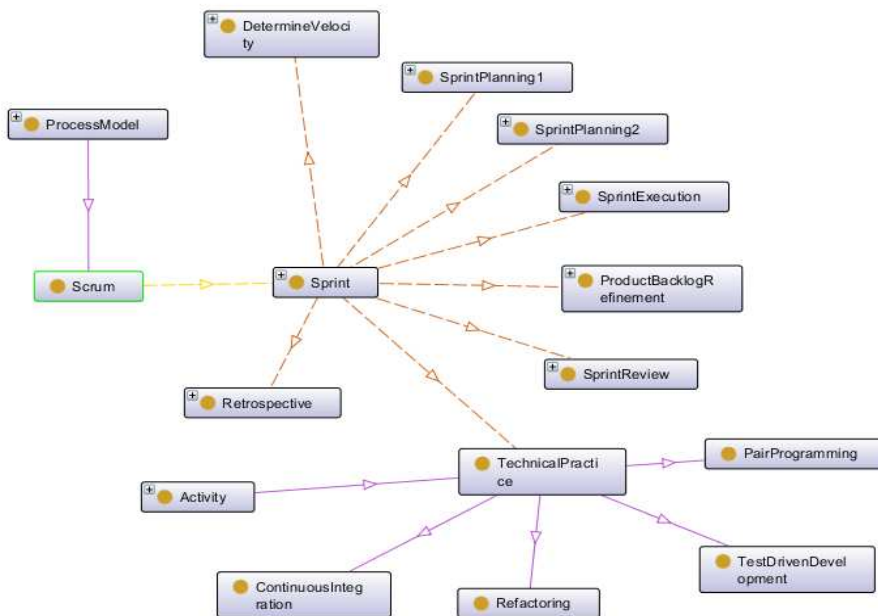 DetermineVeloci
ty
SprintPlanning1
ProcessModel
SprintPlanning2
SprintExecution
Scrum
Sprint
ProductBacklogR
efinement
SprintReview
Retrospective
TechnicalPracti
ce
PairProgramming
Activity
ContinuousInteg
ration
Refactoring
TestDrivenDevel
opment